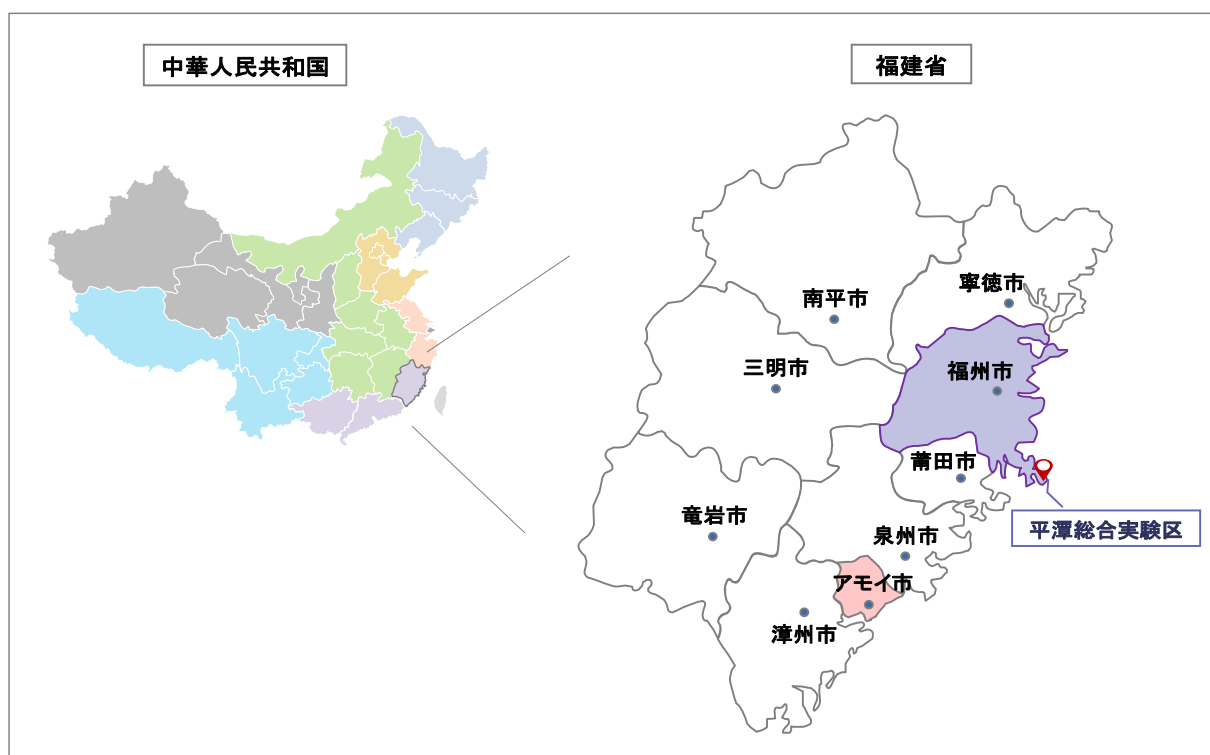 中華人民共和国
福建省
寧徳市
南平市
三明市
福州市
莆田市
竜岩市
泉州市
平潭総合実験区
アモイ市
漳州市